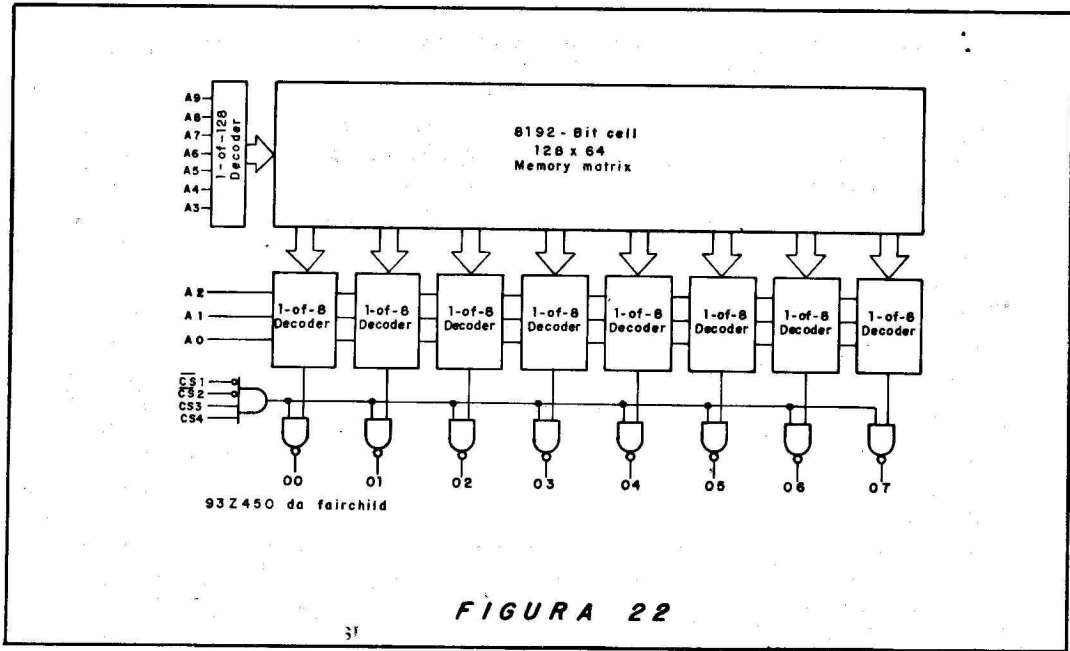 A9
A8
A7
A6
A5
A4
A3
1-of-128
Decoder
8192-Bit cell
128 x 64
Memory matrix
A2
A1
A0
1-of-8
Decoder
1-of-8
Decoder
1-of-8
Decoder
1-of-8
Decoder
1-of-8
Decoder
1-of-8
Decoder
1-of-8
Decoder
1-of-8
Decoder
C̅S̅1
C̅S̅2
CS3
CS4
00 01 02 03 04 05 06 07
93Z450 da fairchild
FIGURA 22